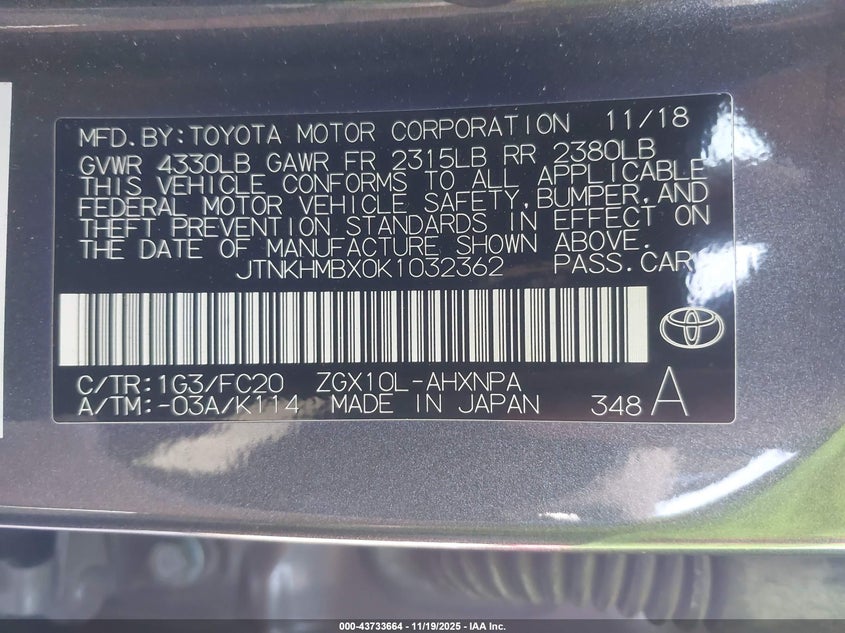 MFD.BY:TOYOTA MOTOR CORPORATION 11/18
GVWR 4330LB GAWR FR 2315LB RR 2380LB
THIS VEHICLE CONFORMS TO ALL APPLICABLE
FEDERAL MOTOR VEHICLE SAFETY,BUMPER,AND
THEFT PREVENTION STANDARDS IN EFFECT ON
THE DATE OF MANUFACTURE SHOWN ABOVE.
JTNKHMBX0K1032362 PASS.CAR
C/TR:1G3/FC20 ZGX10L-AHXNPA
A/TM:-03A/K114 MADE IN JAPAN 348 A
000-43733664 - 11/19/2025 - IAA Inc.